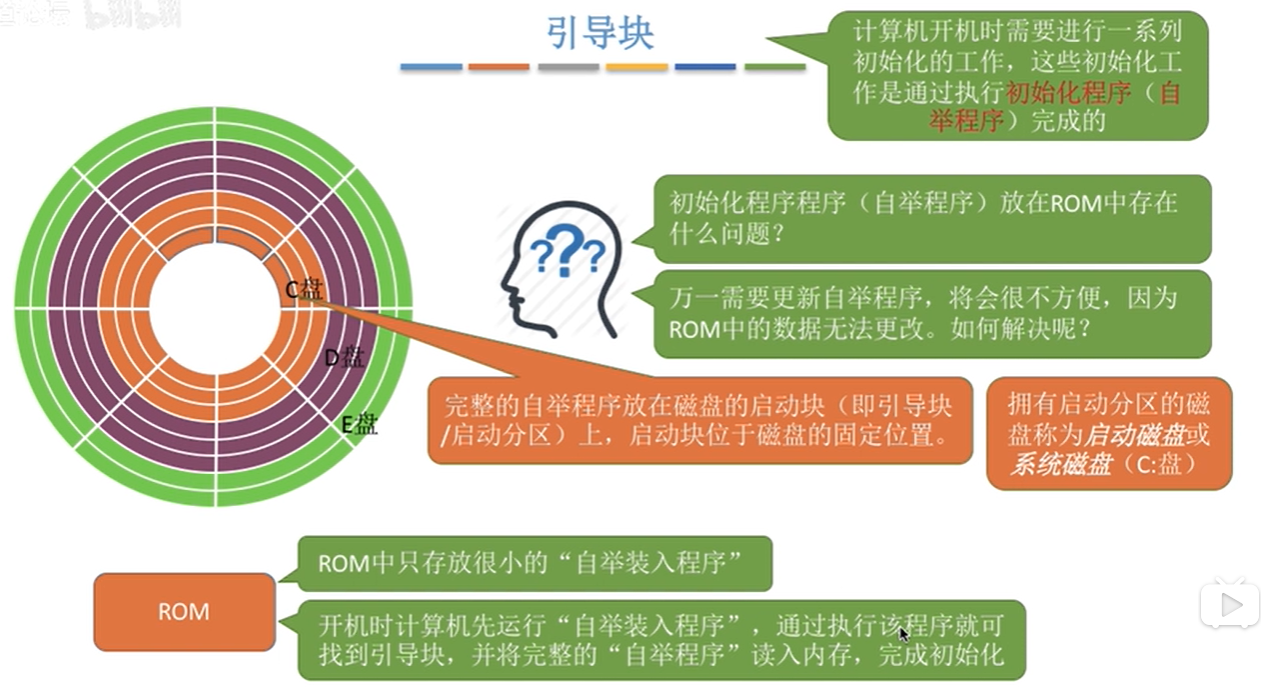 bilibili
引导块
计算机开机时需要进行一系列
初始化的工作，这些初始化工
作是通过执行初始化程序（自
举程序）完成的
初始化程序程序（自举程序）放在ROM中存在
什么问题？
? ? ?
万一需要更新自举程序，将会很不方便，因为
ROM中的数据无法更改。如何解决呢？
C盘
D盘
E盘
完整的自举程序放在磁盘的启动块（即引导块
/启动分区）上，启动块位于磁盘的固定位置。
拥有启动分区的磁
盘称为启动磁盘或
系统磁盘（C:盘）
ROM中只存放很小的“自举装入程序”
ROM
开机时计算机先运行“自举装入程序”，通过执行该程序就可
找到引导块，并将完整的“自举程序”读入内存，完成初始化